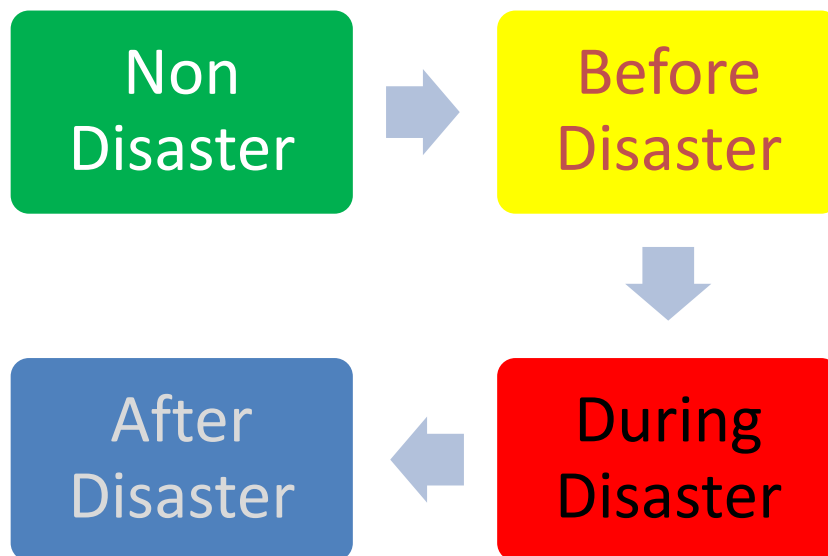 Non
Disaster
Before
Disaster
During
Disaster
After
Disaster